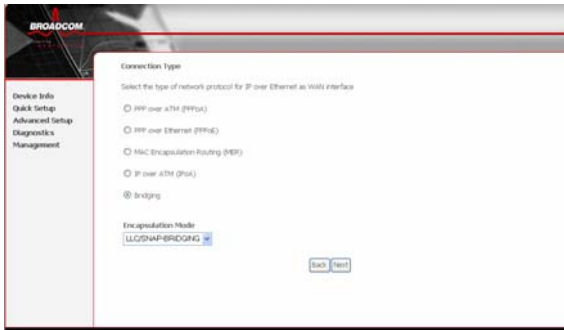 BROADCOM
Connection Type
Select the type of network protocol for IP over Ethernet as WAN interface
Device Info
Quick Setup
Advanced Setup
Diagnostics
Management
PPP over ATM (PPPoA)
PPP over Ethernet (PPPoE)
MAC Encapsulation Routing (MER)
IP over ATM (IPoA)
Bridging
Encapsulation Mode
LLC/SNAP-BRIDGING
Back Next